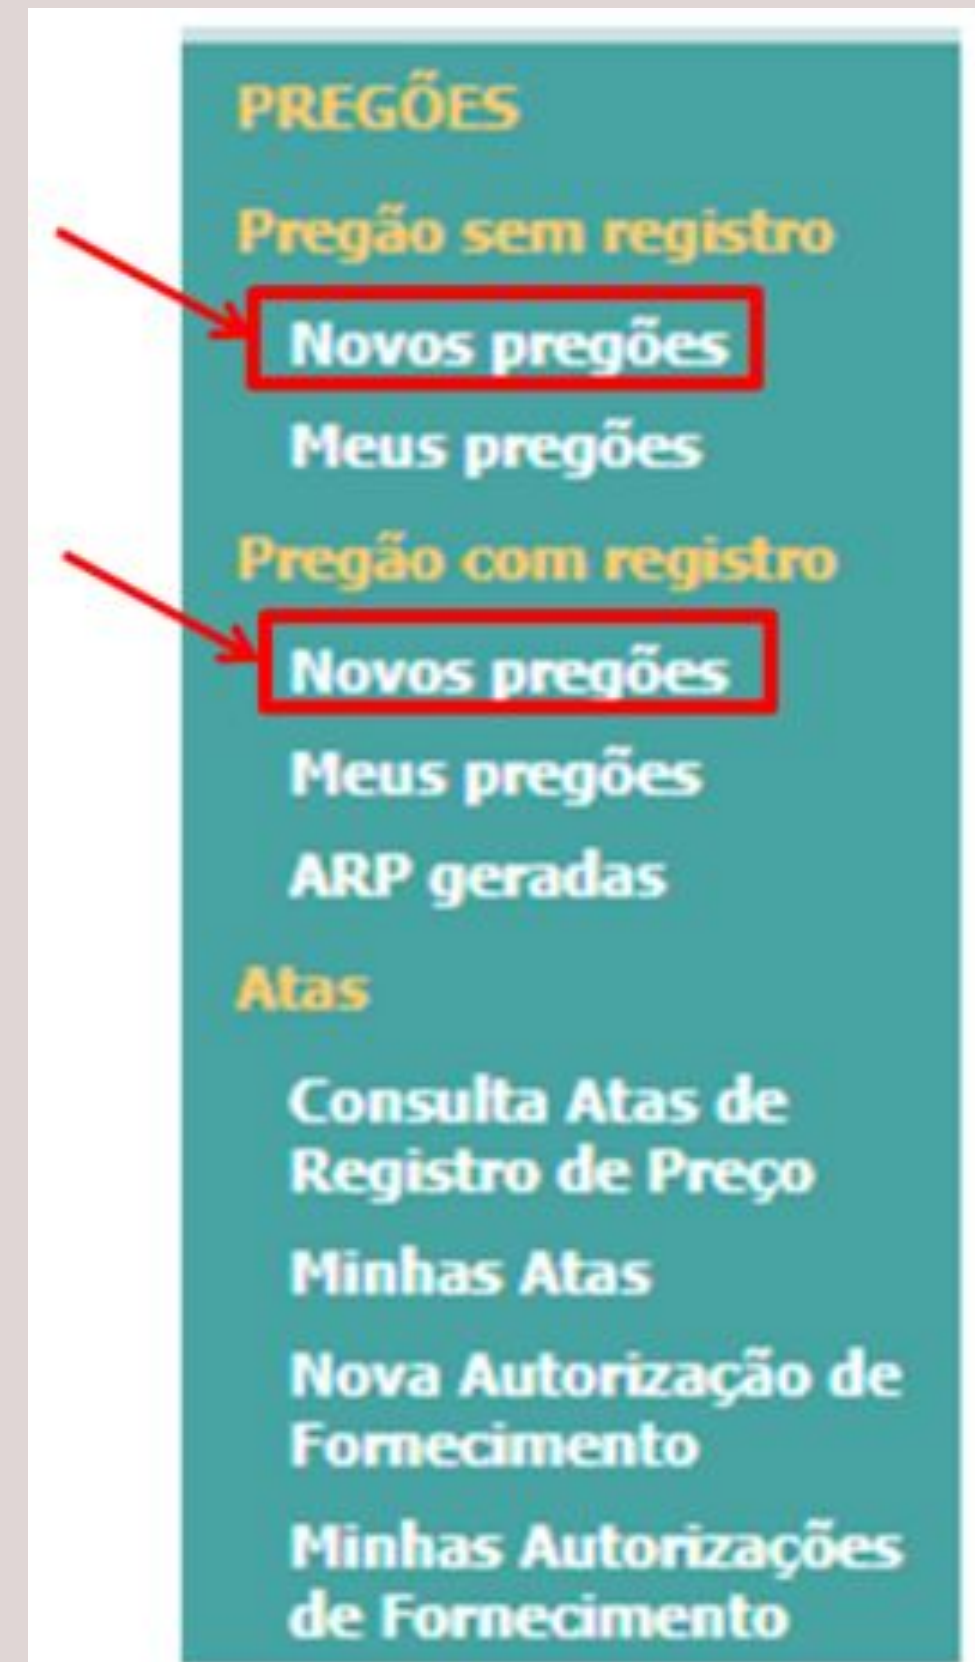 PREGÕES
Pregão sem registro
Novos pregões
Meus pregões
Pregão com registro
Novos pregões
Meus pregões
ARP geradas
Atas
Consulta Atas de
Registro de Preço
Minhas Atas
Nova Autorização de
Fornecimento
Minhas Autorizações
de Fornecimento